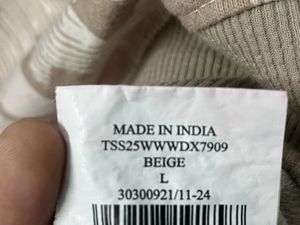 MADE IN INDIA
TSS25WWWDX7909
BEIGE
L
30300921/11-24